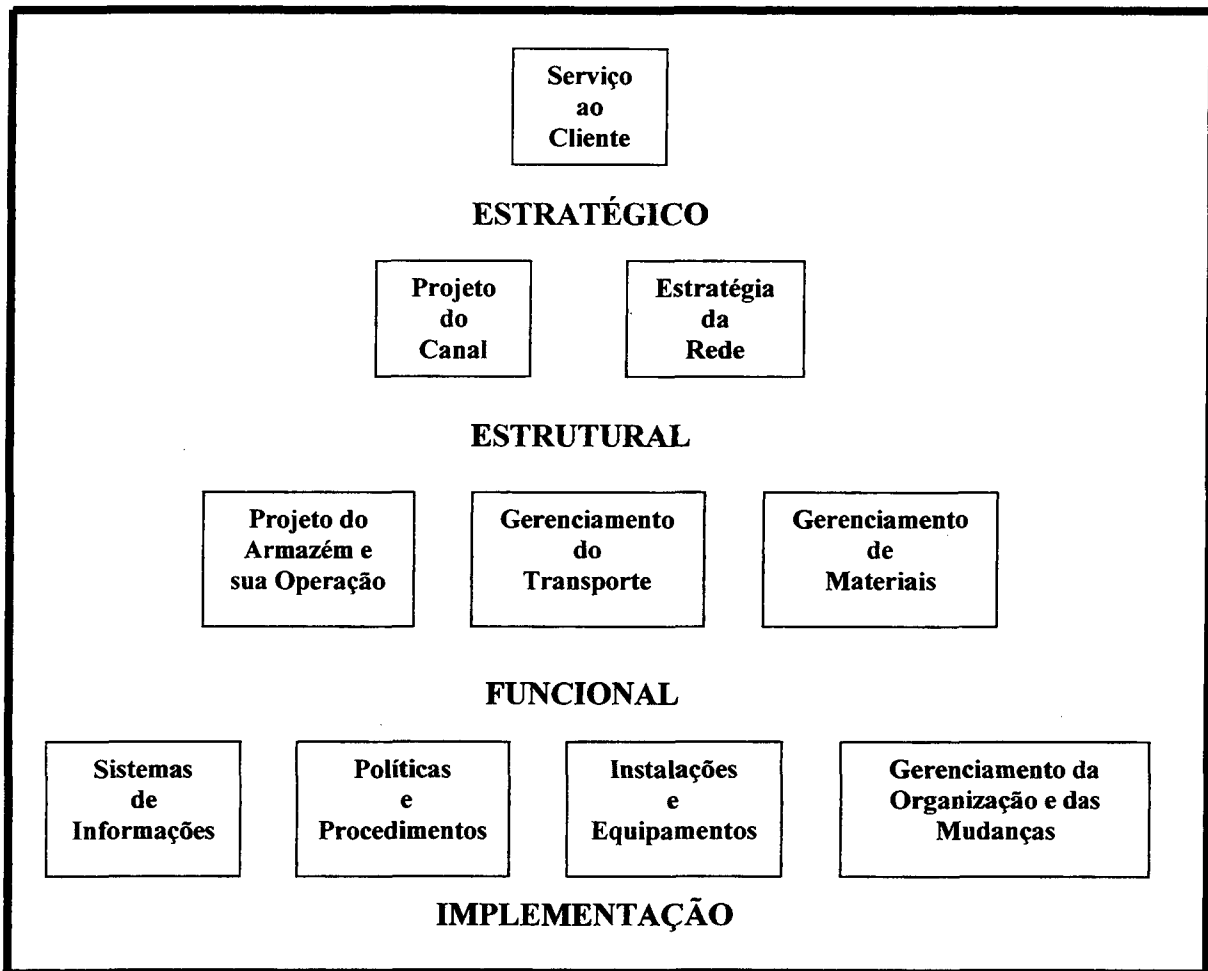 Serviço
ao
Cliente
ESTRATÉGICO
Projeto
do
Canal
Estratégia
da
Rede
ESTRUTURAL
Projeto do
Armazém e
sua Operação
Gerenciamento
do
Transporte
Gerenciamento
de
Materiais
FUNCIONAL
Sistemas
de
Informações
Políticas
e
Procedimentos
Instalações
e
Equipamentos
Gerenciamento da
Organização e das
Mudanças
IMPLEMENTAÇÃO